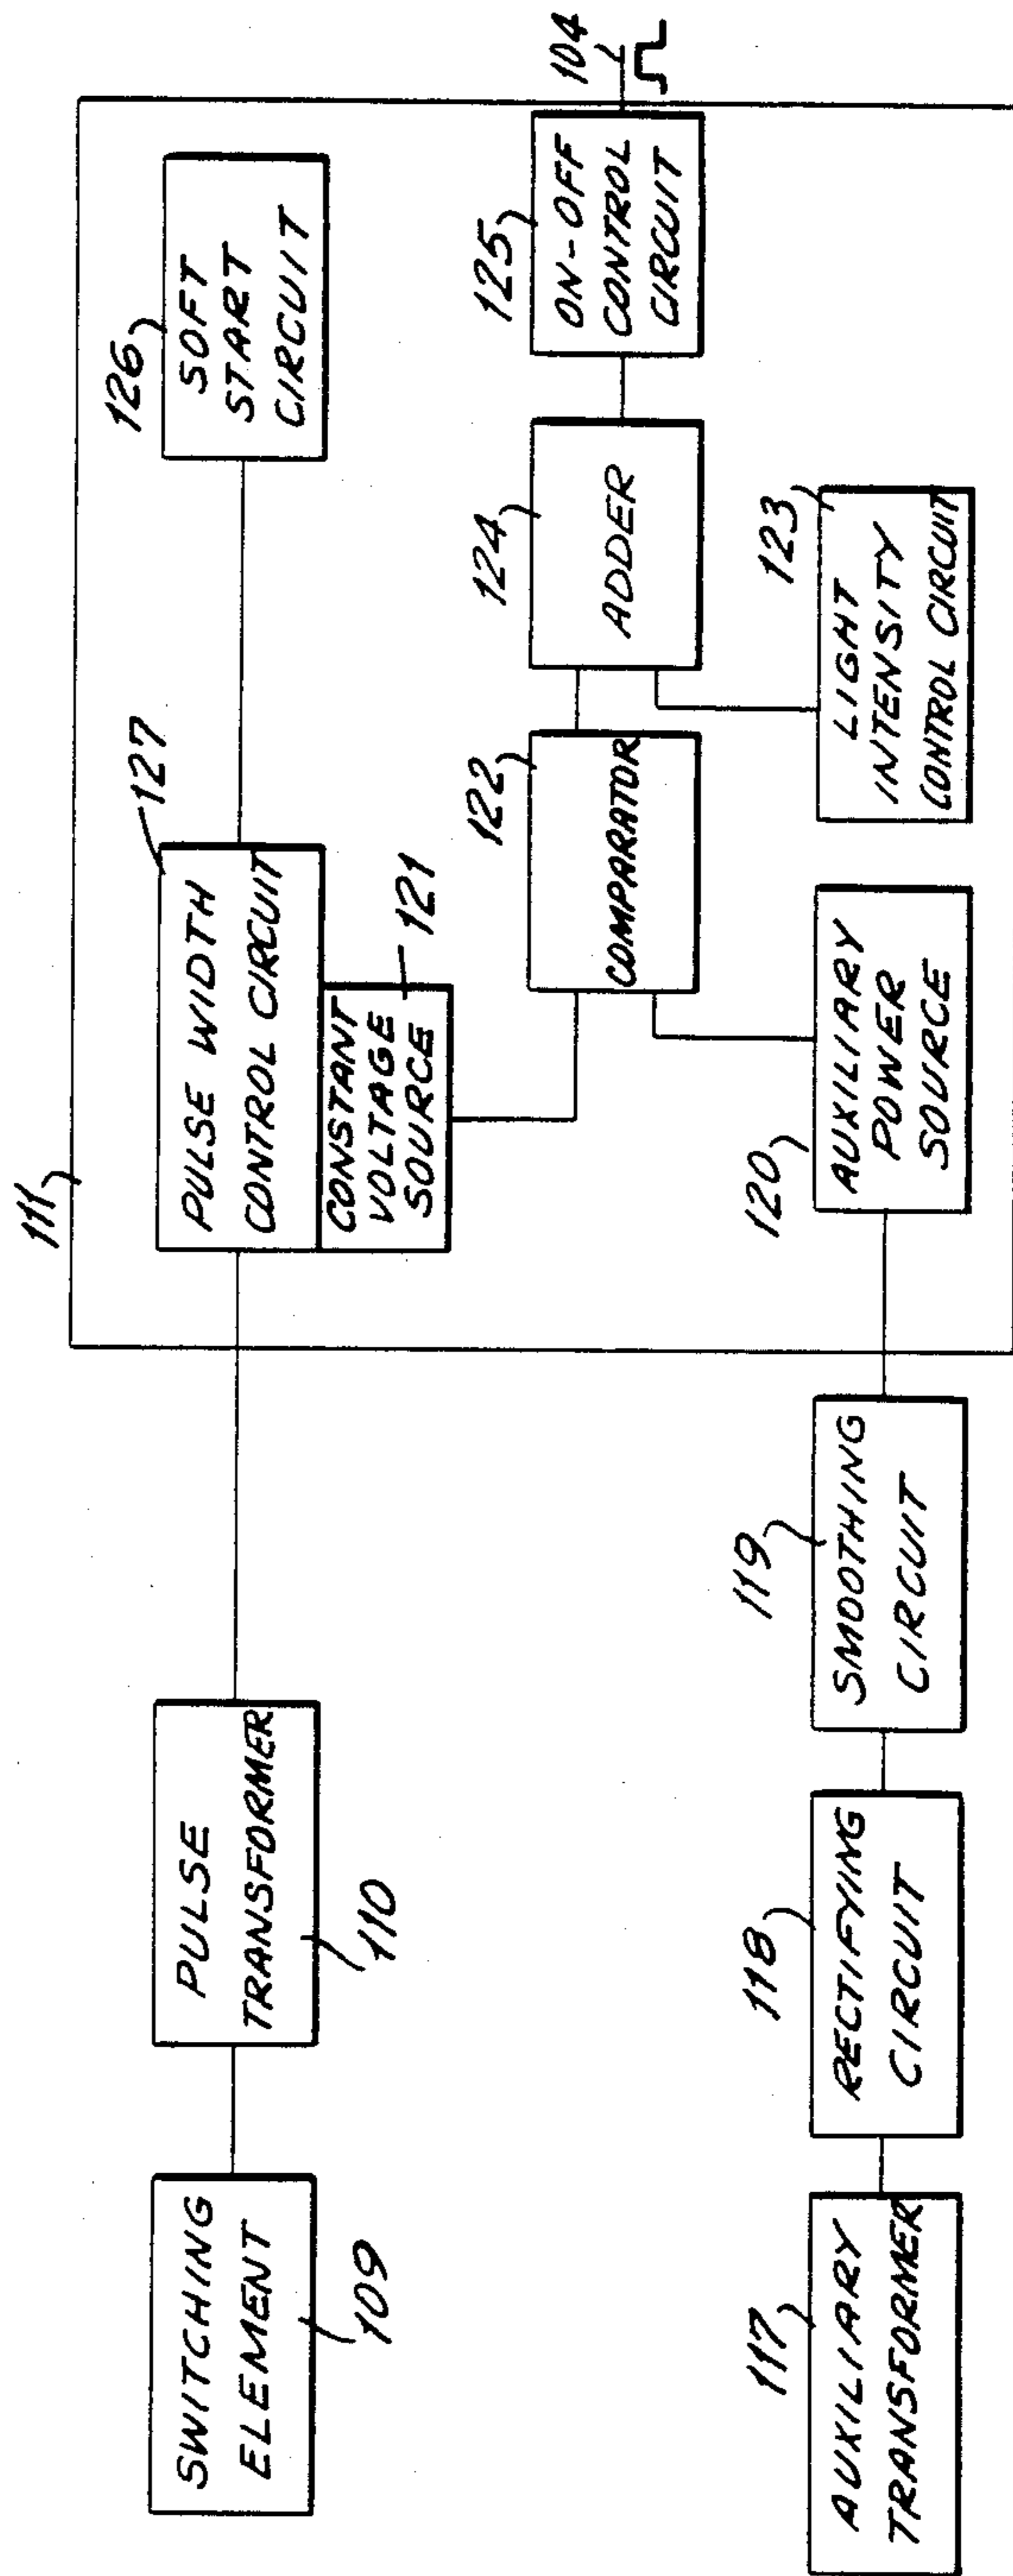 111
127
PULSE WIDTH
CONTROL CIRCUIT
126
SOFT
START
CIRCUIT
CONSTANT
VOLTAGE
SOURCE
121
SWITCHING
ELEMENT
109
PULSE
TRANSFORMER
110
122
COMPARATOR
124
ADDER
125
ON-OFF
CONTROL
CIRCUIT
104
117
AUXILIARY
TRANSFORMER
118
RECTIFYING
CIRCUIT
119
SMOOTHING
CIRCUIT
120
AUXILIARY
POWER
SOURCE
123
LIGHT
INTENSITY
CONTROL CIRCUIT